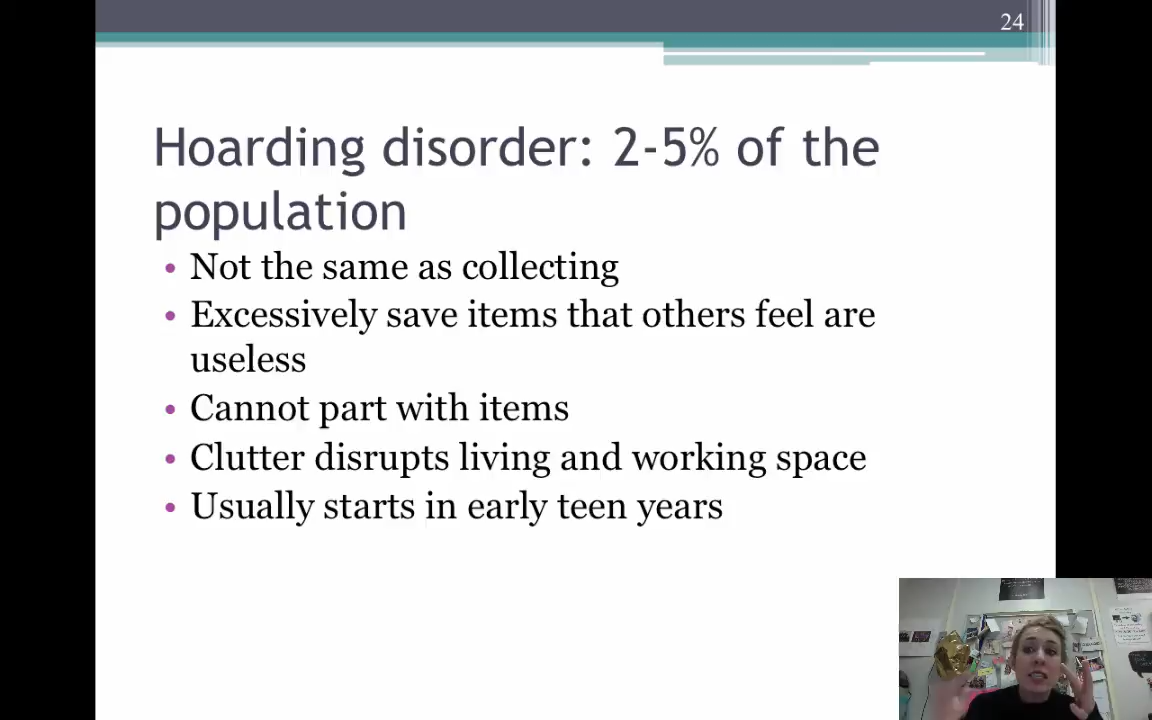 24
Hoarding disorder: 2-5% of the
population
• Not the same as collecting
• Excessively save items that others feel are
useless
• Cannot part with items
• Clutter disrupts living and working space
• Usually starts in early teen years